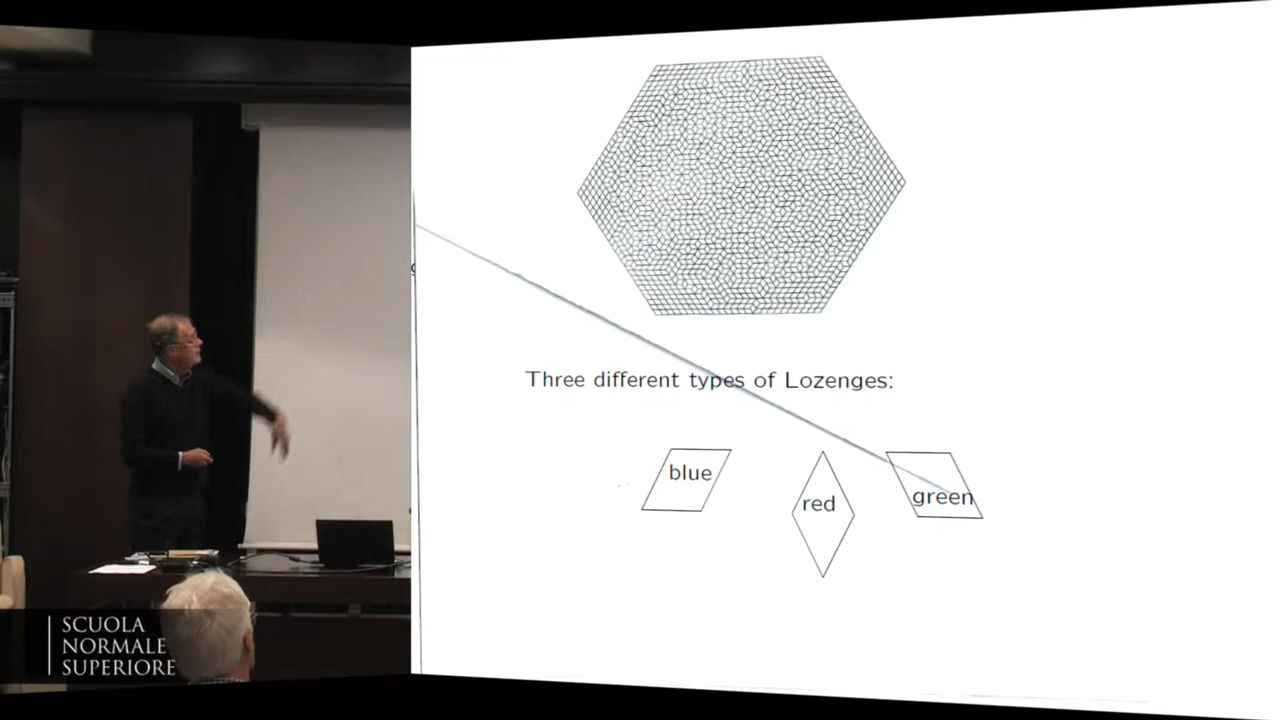 Three different types of Lozenges:
blue
red
green
SCUOLA
NORMALE
SUPERIORE